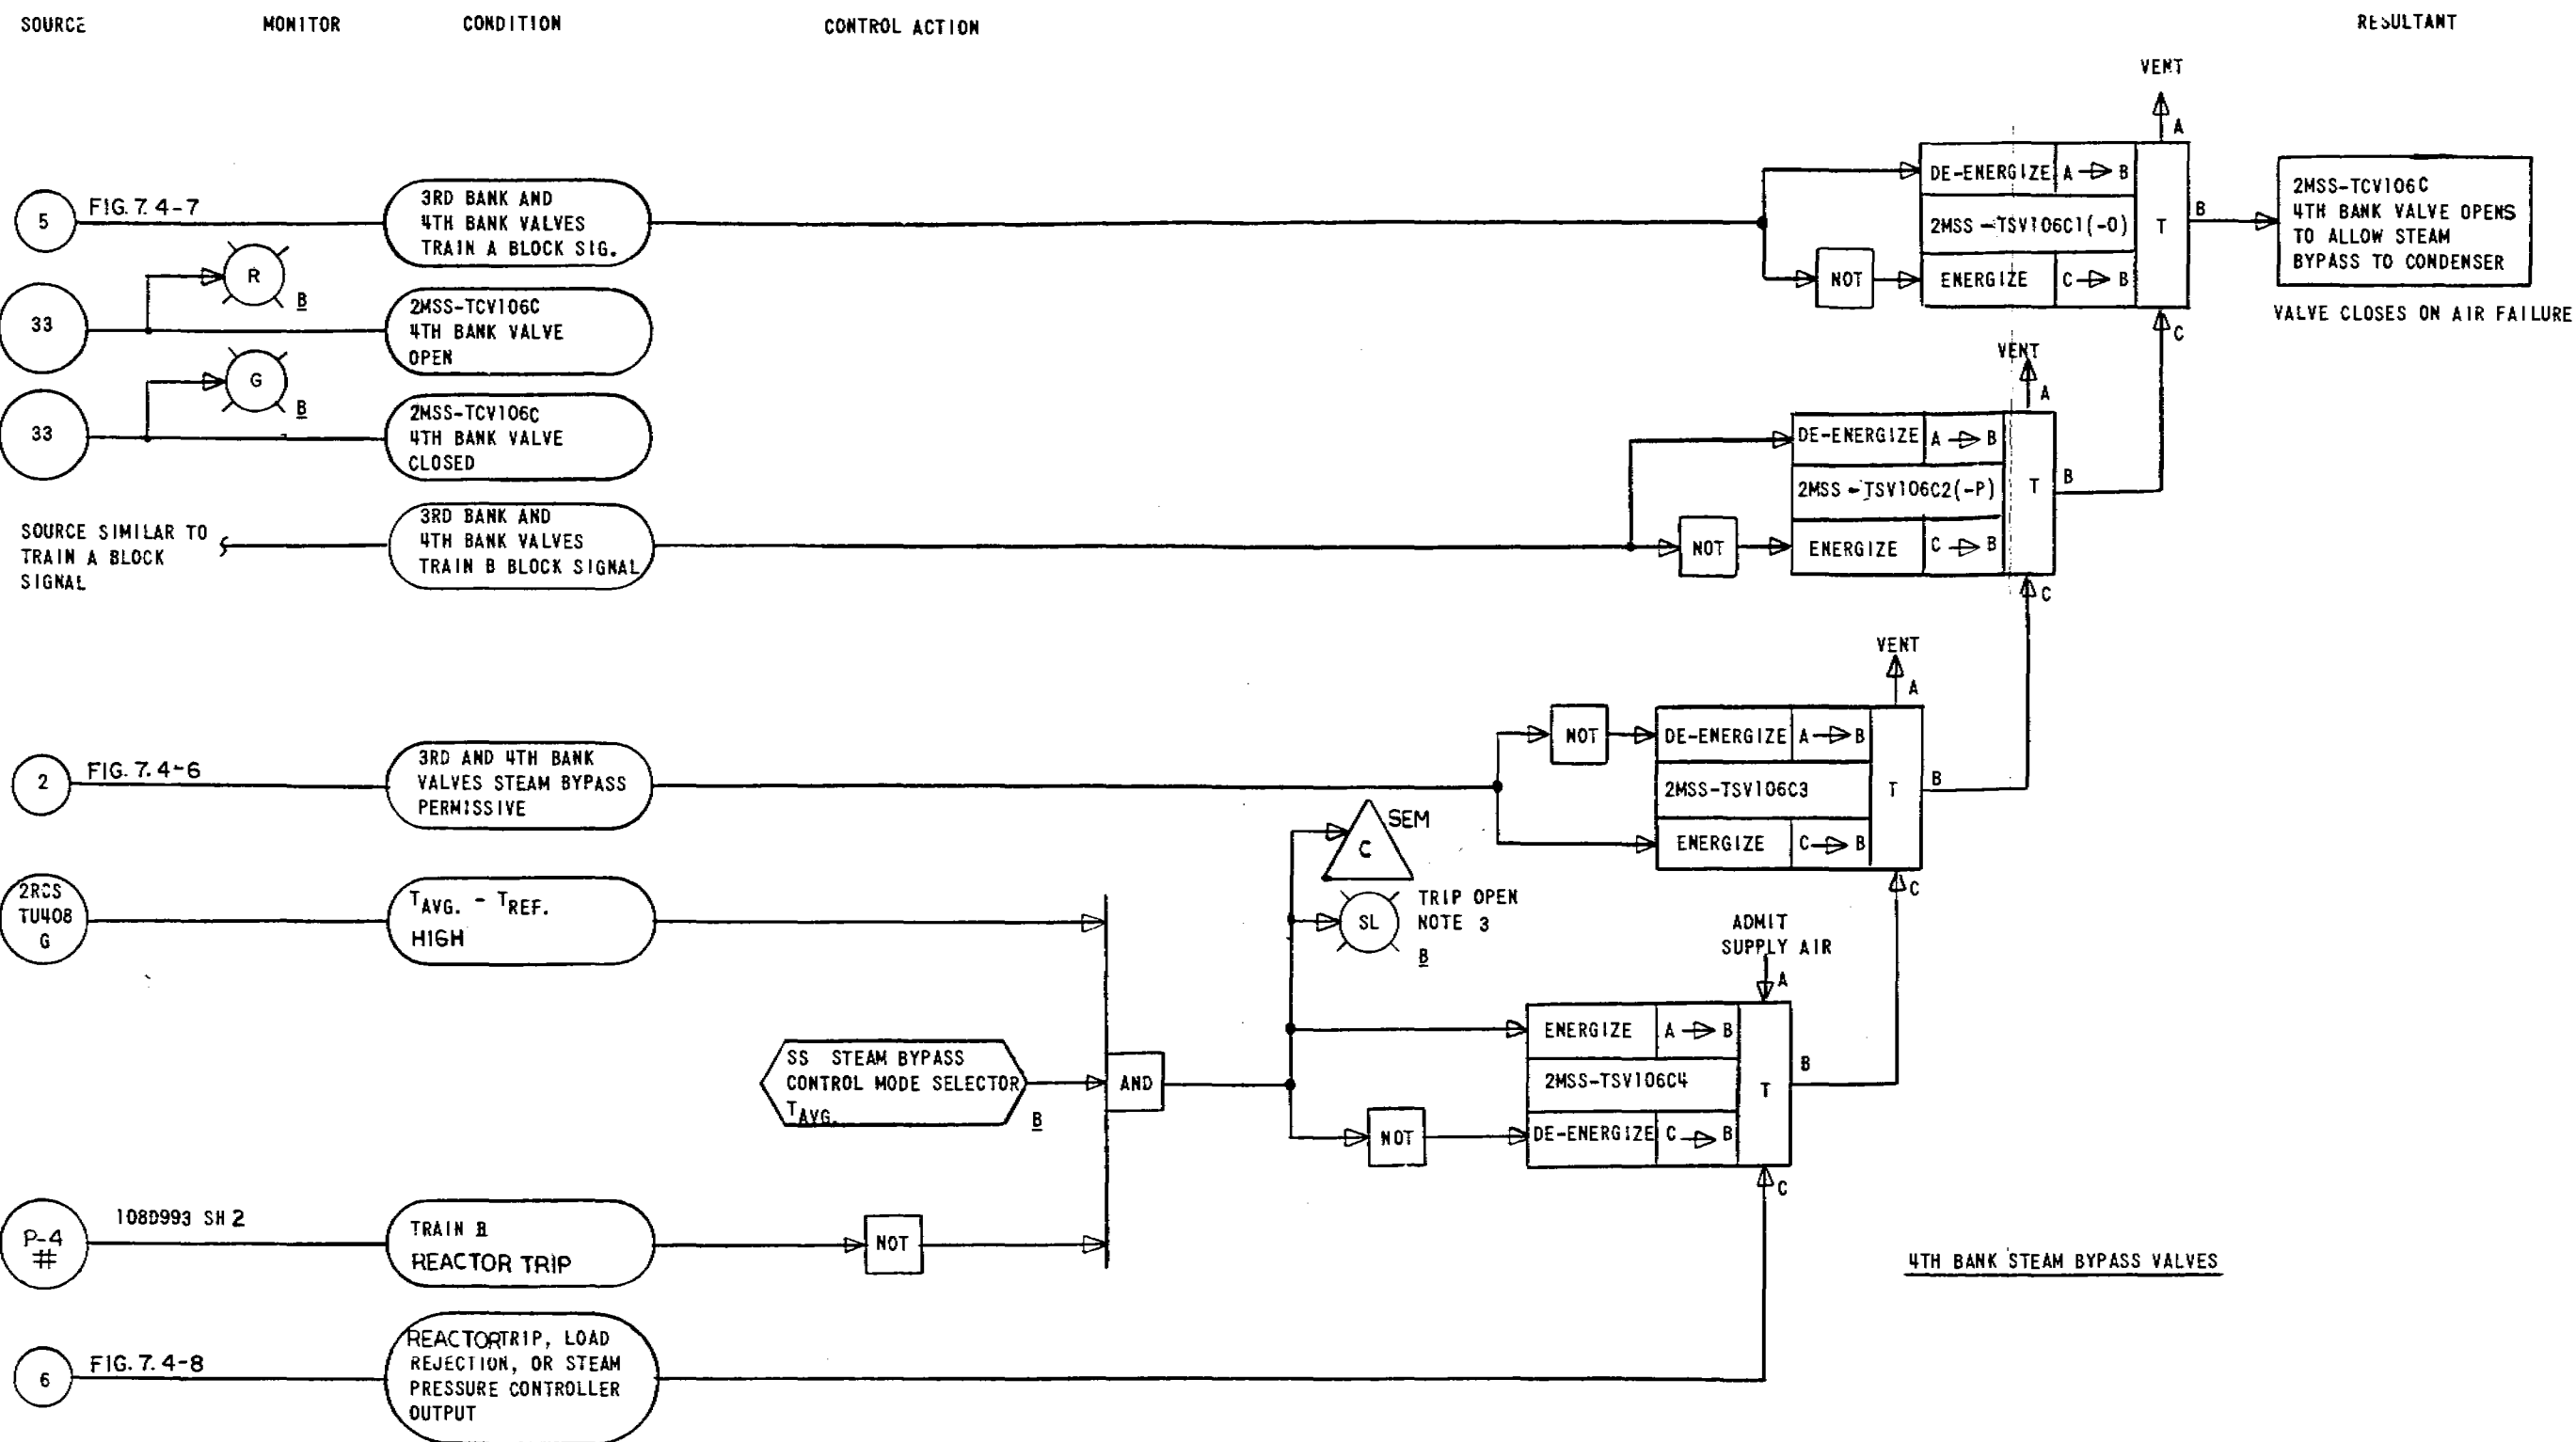 SOURCE MONITOR CONDITION CONTROL ACTION RESULTANT
5
FIG. 7. 4-7
3RD BANK AND
4TH BANK VALVES
TRAIN A BLOCK SIG.
R
B
33
2MSS-TCV106C
4TH BANK VALVE
OPEN
G
B
33
2MSS-TCV106C
4TH BANK VALVE
CLOSED
SOURCE SIMILAR TO
TRAIN A BLOCK
SIGNAL
3RD BANK AND
4TH BANK VALVES
TRAIN B BLOCK SIGNAL
2
FIG. 7. 4-6
3RD AND 4TH BANK
VALVES STEAM BYPASS
PERMISSIVE
2RCS
TU408
G
TAVG. - TREF.
HIGH
SS STEAM BYPASS
CONTROL MODE SELECTOR
TAVG.
B
AND
P-4
#
108D993 SH 2
TRAIN B
REACTOR TRIP
NOT
6
FIG. 7. 4-8
REACTORTRIP, LOAD
REJECTION, OR STEAM
PRESSURE CONTROLLER
OUTPUT
C
SEM
SL
TRIP OPEN
NOTE 3
B
NOT
ADMIT
SUPPLY AIR
A
ENERGIZE A B
2MSS-TSV106C4
DE-ENERGIZE C B
T
B
C
NOT
VENT
A
DE-ENERGIZE A B
2MSS-TSV106C3
ENERGIZE C B
T
B
C
NOT
VENT
A
DE-ENERGIZE A B
2MSS-TSV106C2(-P)
ENERGIZE C B
T
B
C
NOT
VENT
A
DE-ENERGIZE A B
2MSS-TSV106C1(-O)
ENERGIZE C B
T
B
C
2MSS-TCV106C
4TH BANK VALVE OPENS
TO ALLOW STEAM
BYPASS TO CONDENSER
VALVE CLOSES ON AIR FAILURE
4TH BANK STEAM BYPASS VALVES